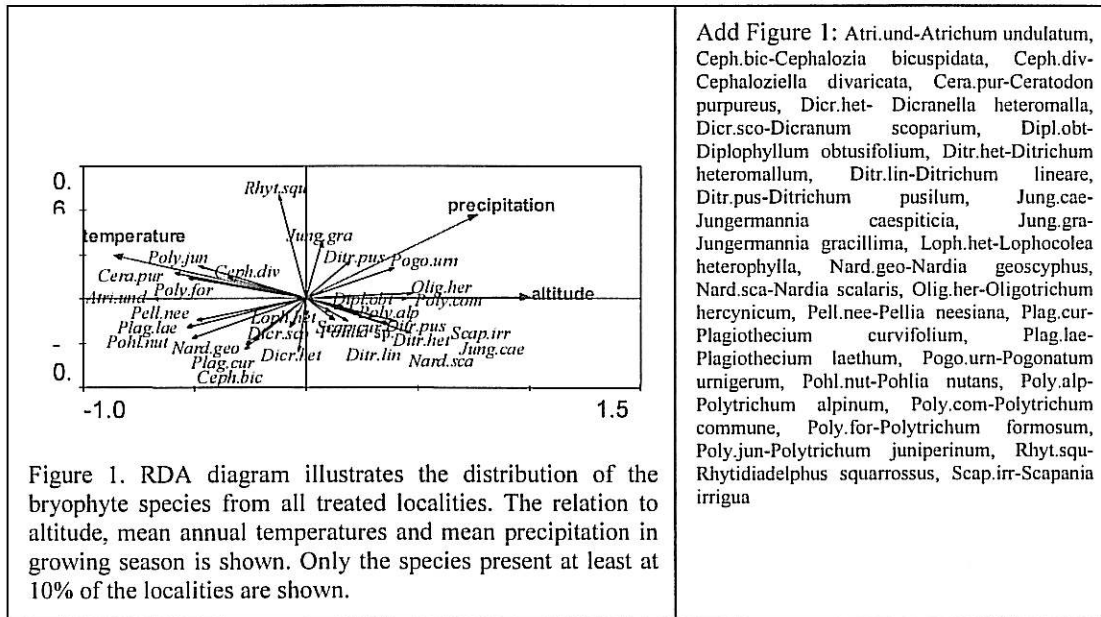 0.
6
Rhyt.squ
precipitation
temperature
Jung.gra
Poly.jun
Ditr.pus
Pogo.urn
Cera.pur
Ceph.div
Poly.for
Olig.her
Atri.und
Dipl.obt
Poly.com
altitude
Pell.nee
Loph.het
Poly.alp
Plag.lae
Dicr.sco
Scap.cur
Pohlia sp.
Ditr.pus
Pohl.nut
Ditr.het
Scap.irr
Nard.geo
Dicr.het
Ditr.lin
Jung.cae
Plag.cur
Nard.sca
Ceph.bic
-
0.
-1.0
1.5
Figure 1. RDA diagram illustrates the distribution of the
bryophyte species from all treated localities. The relation to
altitude, mean annual temperatures and mean precipitation in
growing season is shown. Only the species present at least at
10% of the localities are shown.
Add Figure 1: Atri.und-Atrichum undulatum,
Ceph.bic-Cephalozia bicuspidata, Ceph.div-
Cephaloziella divaricata, Cera.pur-Ceratodon
purpureus, Dicr.het- Dicranella heteromalla,
Dicr.sco-Dicranum scoparium, Dipl.obt-
Diplophyllum obtusifolium, Ditr.het-Ditrichum
heteromallum, Ditr.lin-Ditrichum lineare,
Ditr.pus-Ditrichum pusilum, Jung.cae-
Jungermannia caespiticia, Jung.gra-
Jungermannia gracillima, Loph.het-Lophocolea
heterophylla, Nard.geo-Nardia geoscyphus,
Nard.sca-Nardia scalaris, Olig.her-Oligotrichum
hercynicum, Pell.nee-Pellia neesiana, Plag.cur-
Plagiothecium curvifolium, Plag.lae-
Plagiothecium laethum, Pogo.urn-Pogonatum
urnigerum, Pohl.nut-Pohlia nutans, Poly.alp-
Polytrichum alpinum, Poly.com-Polytrichum
commune, Poly.for-Polytrichum formosum,
Poly.jun-Polytrichum juniperinum, Rhyt.squ-
Rhytidiadelphus squarrossus, Scap.irr-Scapania
irrigua